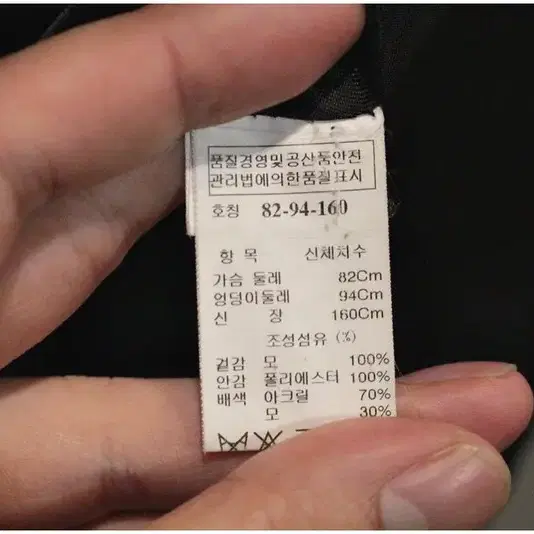 품질경영및공산품안전
관리법에의한품질표시
호칭 82-94-160
항 목 신체치수
가슴 둘레 82Cm
엉덩이둘레 94Cm
신 장 160Cm
조성섬유 (%)
겉감 모 100%
안감 폴리에스터 100%
배색 아크릴 70%
모 30%